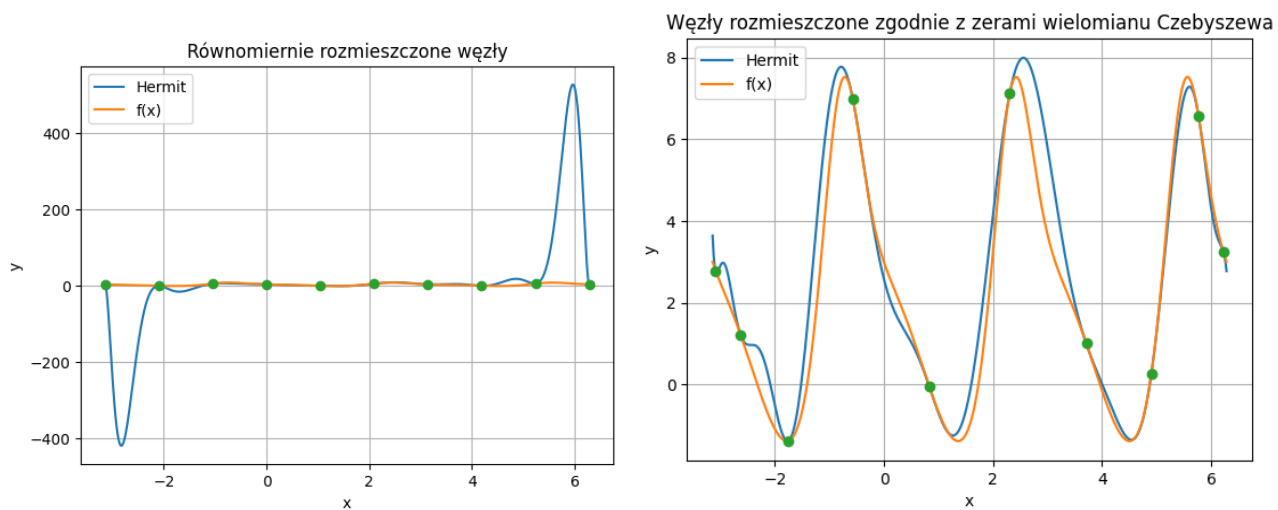 Równomiernie rozmieszczone węzły
Hermit
f(x)
400
200
0
−200
−400
y
−2
0
2
4
6
x
Węzły rozmieszczone zgodnie z zerami wielomianu Czebyszewa
Hermit
f(x)
8
6
4
2
0
y
−2
0
2
4
6
x